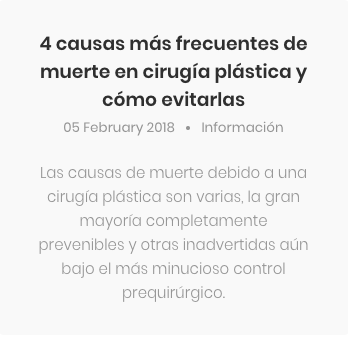 4 causas más frecuentes de
muerte en cirugía plástica y
cómo evitarlas
05 February 2018 ▪ Información
Las causas de muerte debido a una
cirugía plástica son varias, la gran
mayoría completamente
prevenibles y otras inadvertidas aún
bajo el más minucioso control
prequirúrgico.